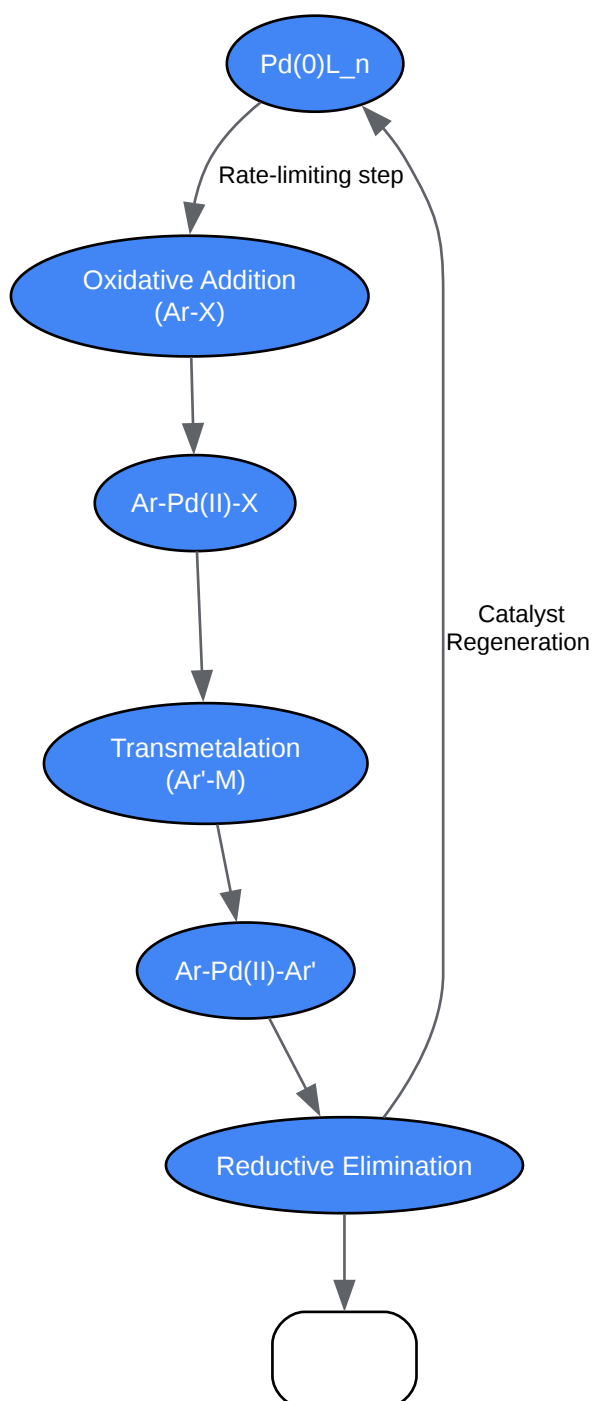 Pd(0)L_n
Rate-limiting step
Oxidative Addition
(Ar-X)
Ar-Pd(II)-X
Catalyst
Regeneration
Transmetalation
(Ar'-M)
Ar-Pd(II)-Ar'
Reductive Elimination